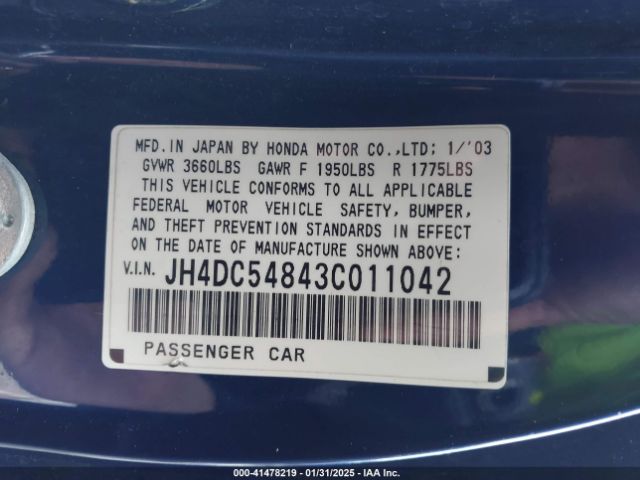 MFD. IN JAPAN BY HONDA MOTOR CO.,LTD: 1/'03
GVWR 3660LBS GAWR F 1950LBS R 1775LBS
THIS VEHICLE CONFORMS TO ALL APPLICABLE
FEDERAL MOTOR VEHICLE SAFETY, BUMPER,
AND THEFT PREVENTION STANDARDS IN EFFECT
ON THE DATE OF MANUFACTURE SHOWN ABOVE:
V.I.N. JH4DC54843C011042
PASSENGER CAR
000-41478219 - 01/31/2025 - IAA Inc.